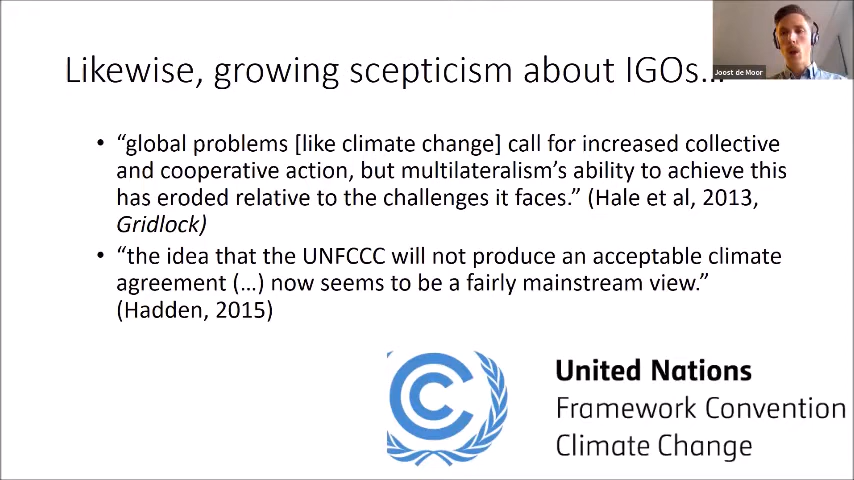 Likewise, growing scepticism about IGOs...
Joost de Moor
• “global problems [like climate change] call for increased collective
and cooperative action, but multilateralism’s ability to achieve this
has eroded relative to the challenges it faces.” (Hale et al, 2013,
Gridlock)
• “the idea that the UNFCCC will not produce an acceptable climate
agreement (…) now seems to be a fairly mainstream view.”
(Hadden, 2015)
United Nations
Framework Convention
Climate Change